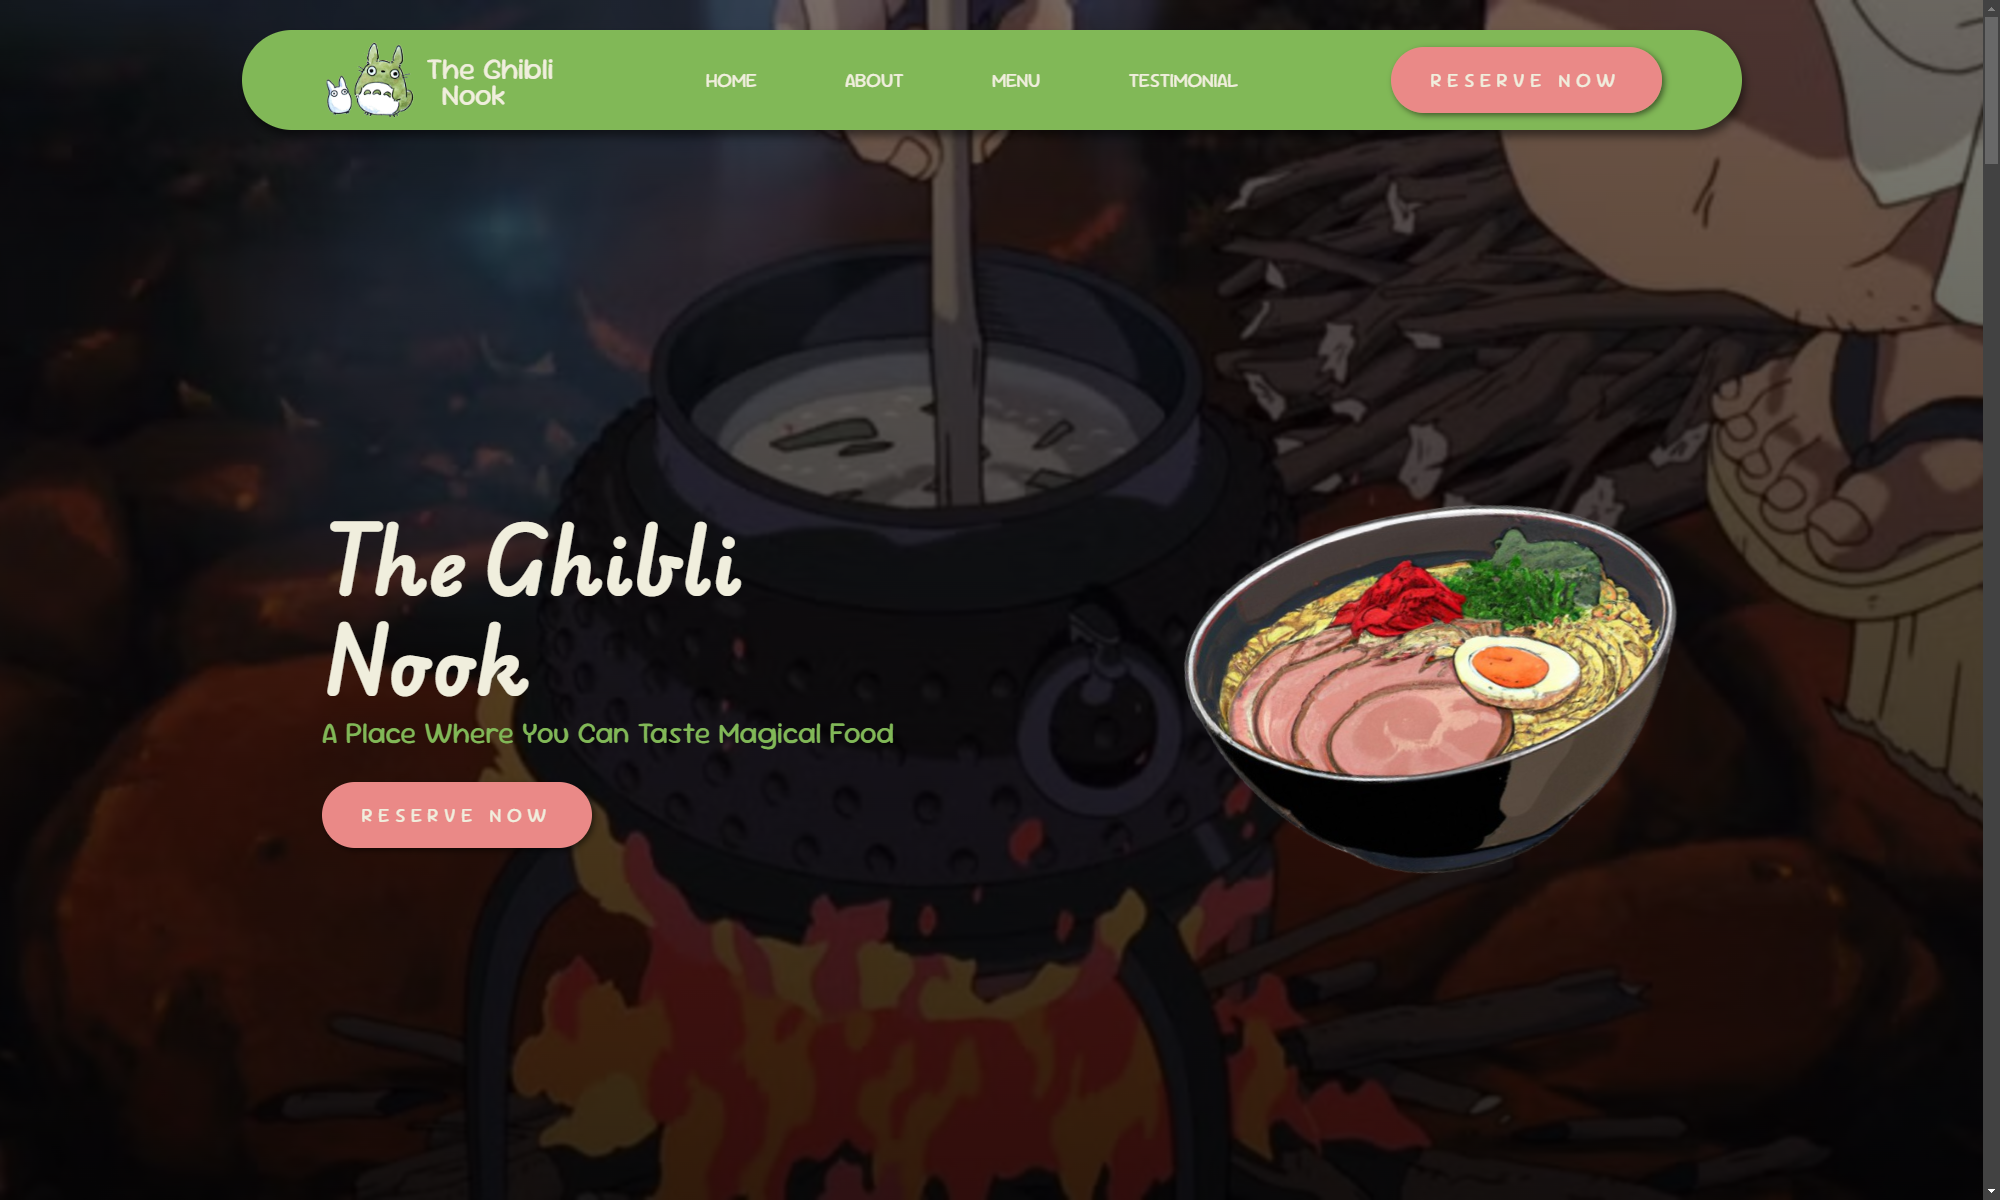 The Ghibli
Nook
HOME
ABOUT
MENU
TESTIMONIAL
RESERVE NOW
The Ghibli
Nook
A Place Where You Can Taste Magical Food
RESERVE NOW